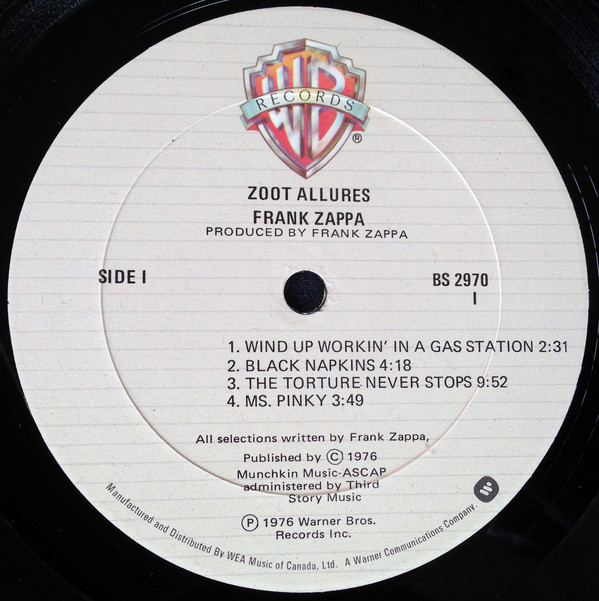 WB
RECORDS
®
ZOOT ALLURES
FRANK ZAPPA
PRODUCED BY FRANK ZAPPA
SIDE I
BS 2970
I
1. WIND UP WORKIN' IN A GAS STATION 2:31
2. BLACK NAPKINS 4:18
3. THE TORTURE NEVER STOPS 9:52
4. MS. PINKY 3:49
All selections written by Frank Zappa,
Published by © 1976
Munchkin Music-ASCAP
administered by Third
Story Music
℗ 1976 Warner Bros.
Records Inc.
Manufactured and Distributed By WEA Music of Canada, Ltd. A Warner Communications Company.